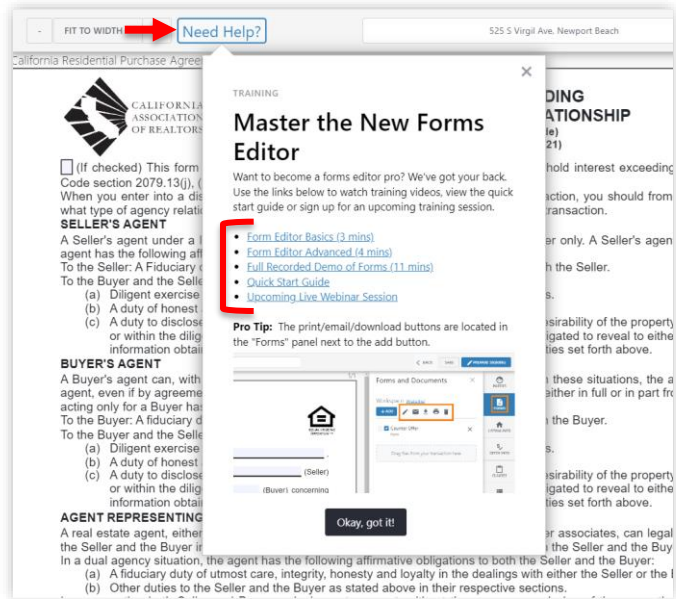 - FIT TO WIDTH
Need Help?
525 S Virgil Ave, Newport Beach
California Residential Purchase Agree
CALIFORNIA
ASSOCIATION
OF REALTORS
DING
ATIONSHIP
le)
21)
(If checked) This form
hold interest exceeding
Code section 2079.13(j), (
When you enter into a dis
action, you should from
what type of agency relati
ransaction.
SELLER'S AGENT
A Seller's agent under a l
er only. A Seller's agen
agent has the following aff
To the Seller: A Fiduciary
h the Seller.
To the Buyer and the Selle
(a) Diligent exercise
s.
(b) A duty of honest
(c) A duty to disclose
esirability of the property
or within the dilig
igated to reveal to eithe
information obtai
ties set forth above.
BUYER'S AGENT
A Buyer's agent can, with
these situations, the a
agent, even if by agreeme
either in full or in part fro
acting only for a Buyer has
To the Buyer: A fiduciary d
the Buyer.
To the Buyer and the Selle
(a) Diligent exercise
s.
(b) A duty of honest
(c) A duty to disclose
esirability of the property
or within the dilig
igated to reveal to eithe
information obtai
ties set forth above.
AGENT REPRESENTING
A real estate agent, either
er associates, can legal
the Seller and the Buyer in
the Seller and the Buy
In a dual agency situation, the agent has the following affirmative obligations to both the Seller and the Buyer:
(a) A fiduciary duty of utmost care, integrity, honesty and loyalty in the dealings with either the Seller or the
(b) Other duties to the Seller and the Buyer as stated above in their respective sections.
TRAINING
Master the New Forms
Editor
Want to become a forms editor pro? We've got your back.
Use the links below to watch training videos, view the quick
start guide or sign up for an upcoming training session.
• Form Editor Basics (3 mins)
• Form Editor Advanced (4 mins)
• Full Recorded Demo of Forms (11 mins)
• Quick Start Guide
• Upcoming Live Webinar Session
Pro Tip: The print/email/download buttons are located in
the "Forms" panel next to the add button.
Forms and Documents
+ ADD
Counter Offer
Drag files from your transaction here
(Seller)
(Buyer) concerning
Okay, got it!